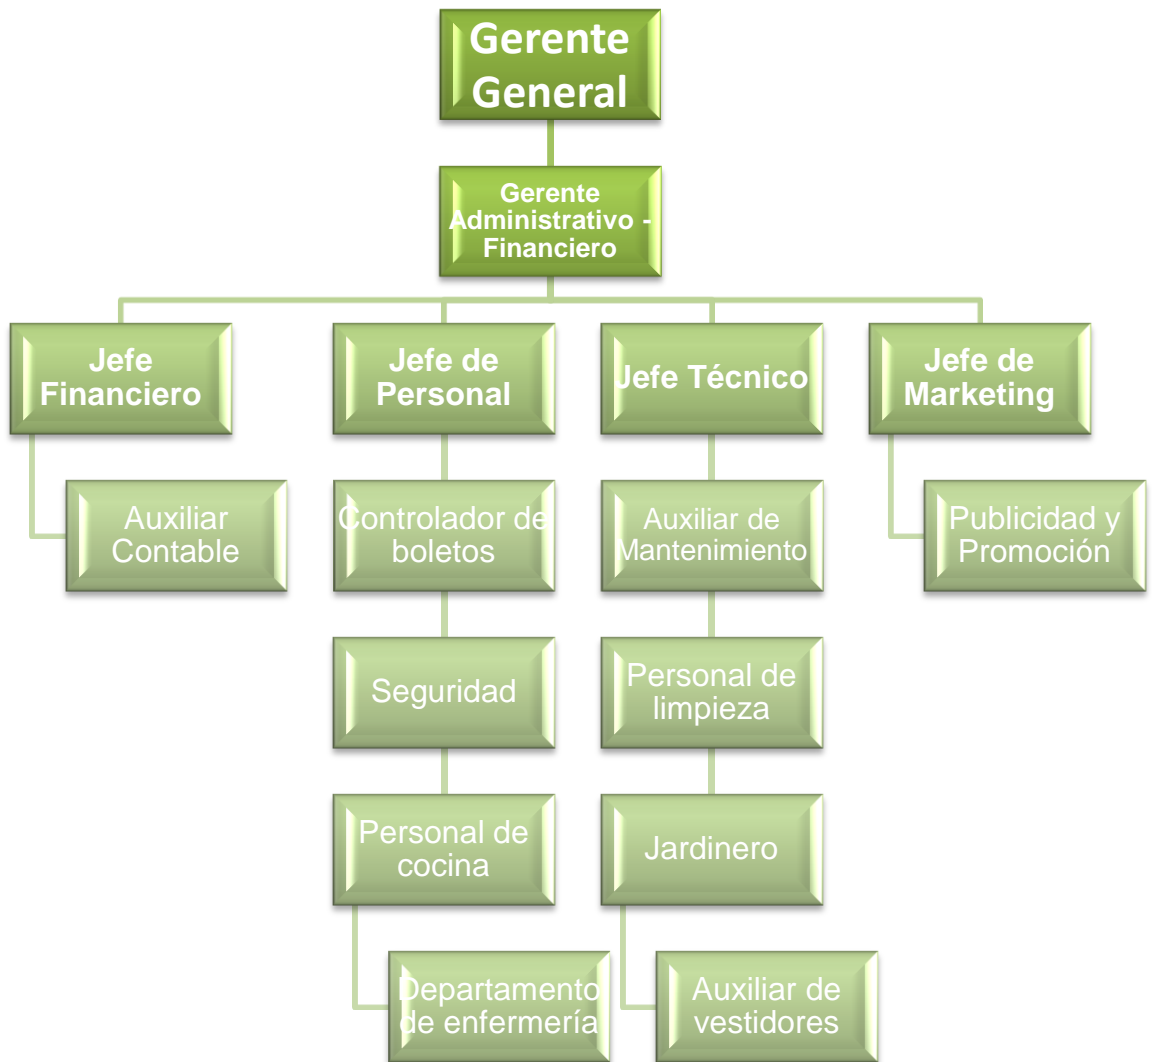 Gerente
General
Gerente
Administrativo -
Financiero
Jefe
Financiero
Jefe de
Personal
Jefe Técnico
Jefe de
Marketing
Auxiliar
Contable
Controlador de
boletos
Auxiliar de
Mantenimiento
Publicidad y
Promoción
Seguridad
Personal de
limpieza
Personal de
cocina
Jardinero
Departamento
de enfermería
Auxiliar de
vestidores